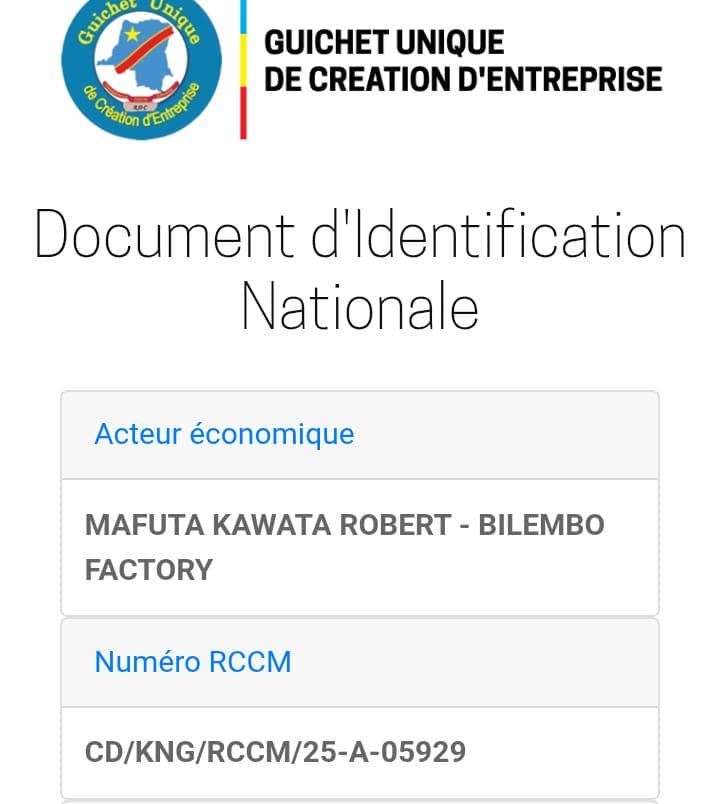 Guichet Unique
de Création d'Entreprise
RDC
GUICHET UNIQUE
DE CREATION D'ENTREPRISE
Document d'Identification
Nationale
Acteur économique
MAFUTA KAWATA ROBERT - BILEMBO
FACTORY
Numéro RCCM
CD/KNG/RCCM/25-A-05929